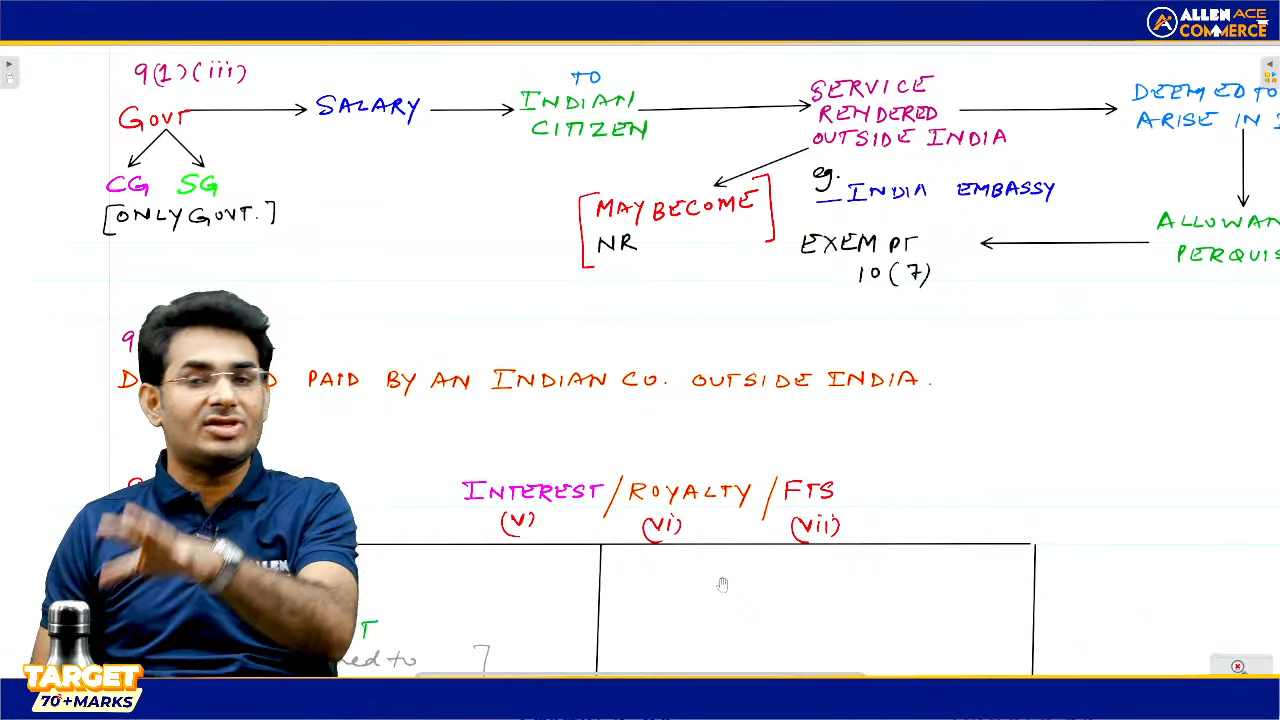 ALLEN ACE
COMMERCE
9(1)(iii)
GOVT
SALARY
TO
INDIAN
CITIZEN
SERVICE
RENDERED
OUTSIDE INDIA
DEEMED TO
ARISE IN
CG SG
[ONLY GOVT.]
[MAY BECOME]
NR
eg.
INDIA EMBASSY
EXEMPT
10(7)
9
PAID BY AN INDIAN CO. OUTSIDE INDIA.
INTEREST / ROYALTY / FTS
(v) (vi) (vii)
T
to ]
TARGET
70+MARKS